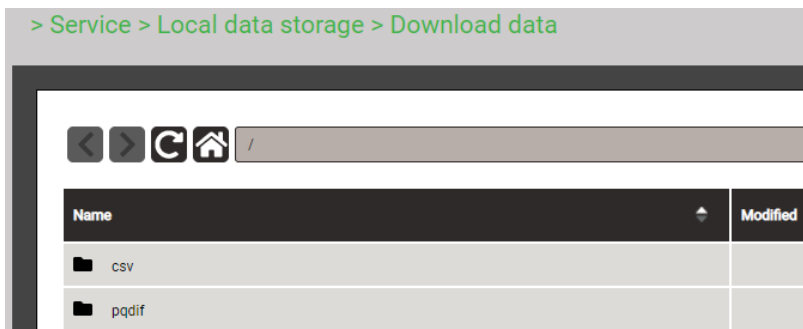 > Service > Local data storage > Download data
/
Name Modified
csv
pqdif